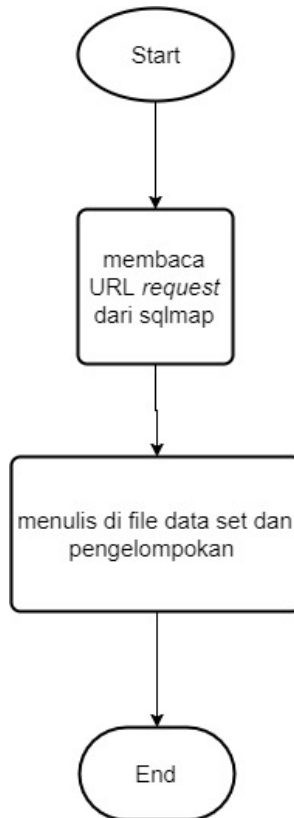 Start
membaca
URL request
dari sqlmap
menulis di file data set dan
pengelompokan
End